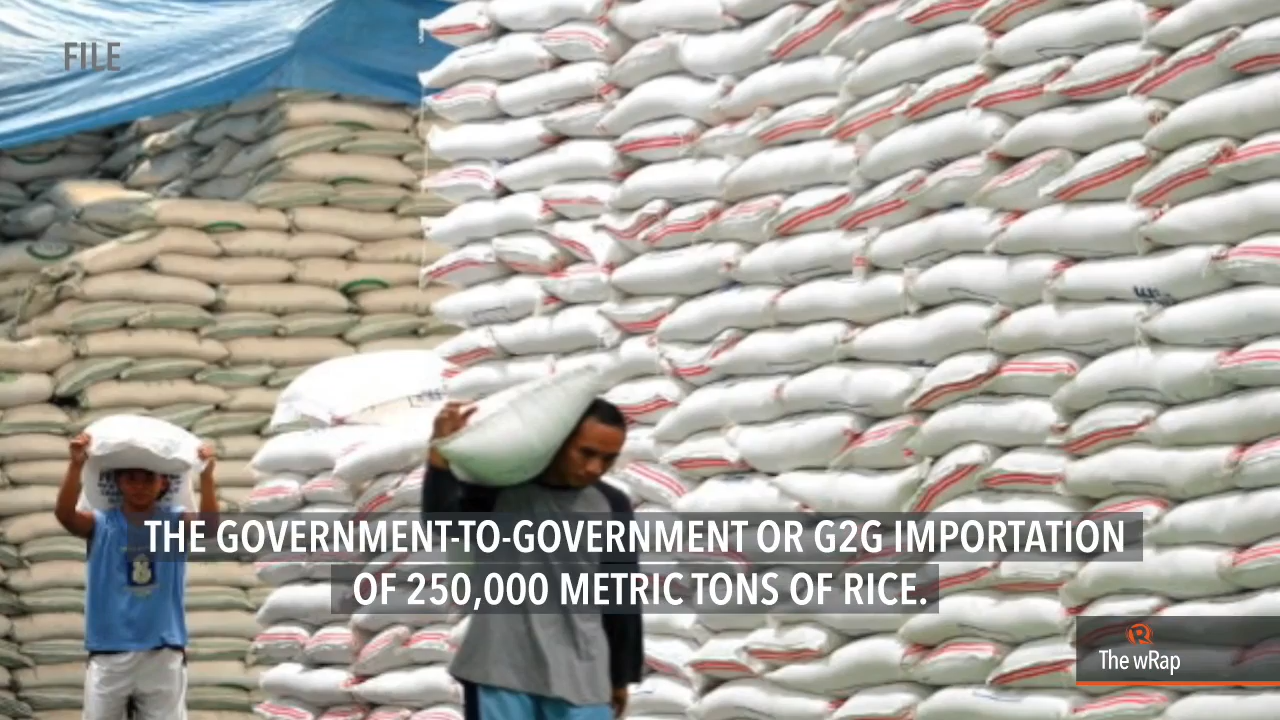 FILE
THE GOVERNMENT-TO-GOVERNMENT OR G2G IMPORTATION
OF 250,000 METRIC TONS OF RICE.
The wRap